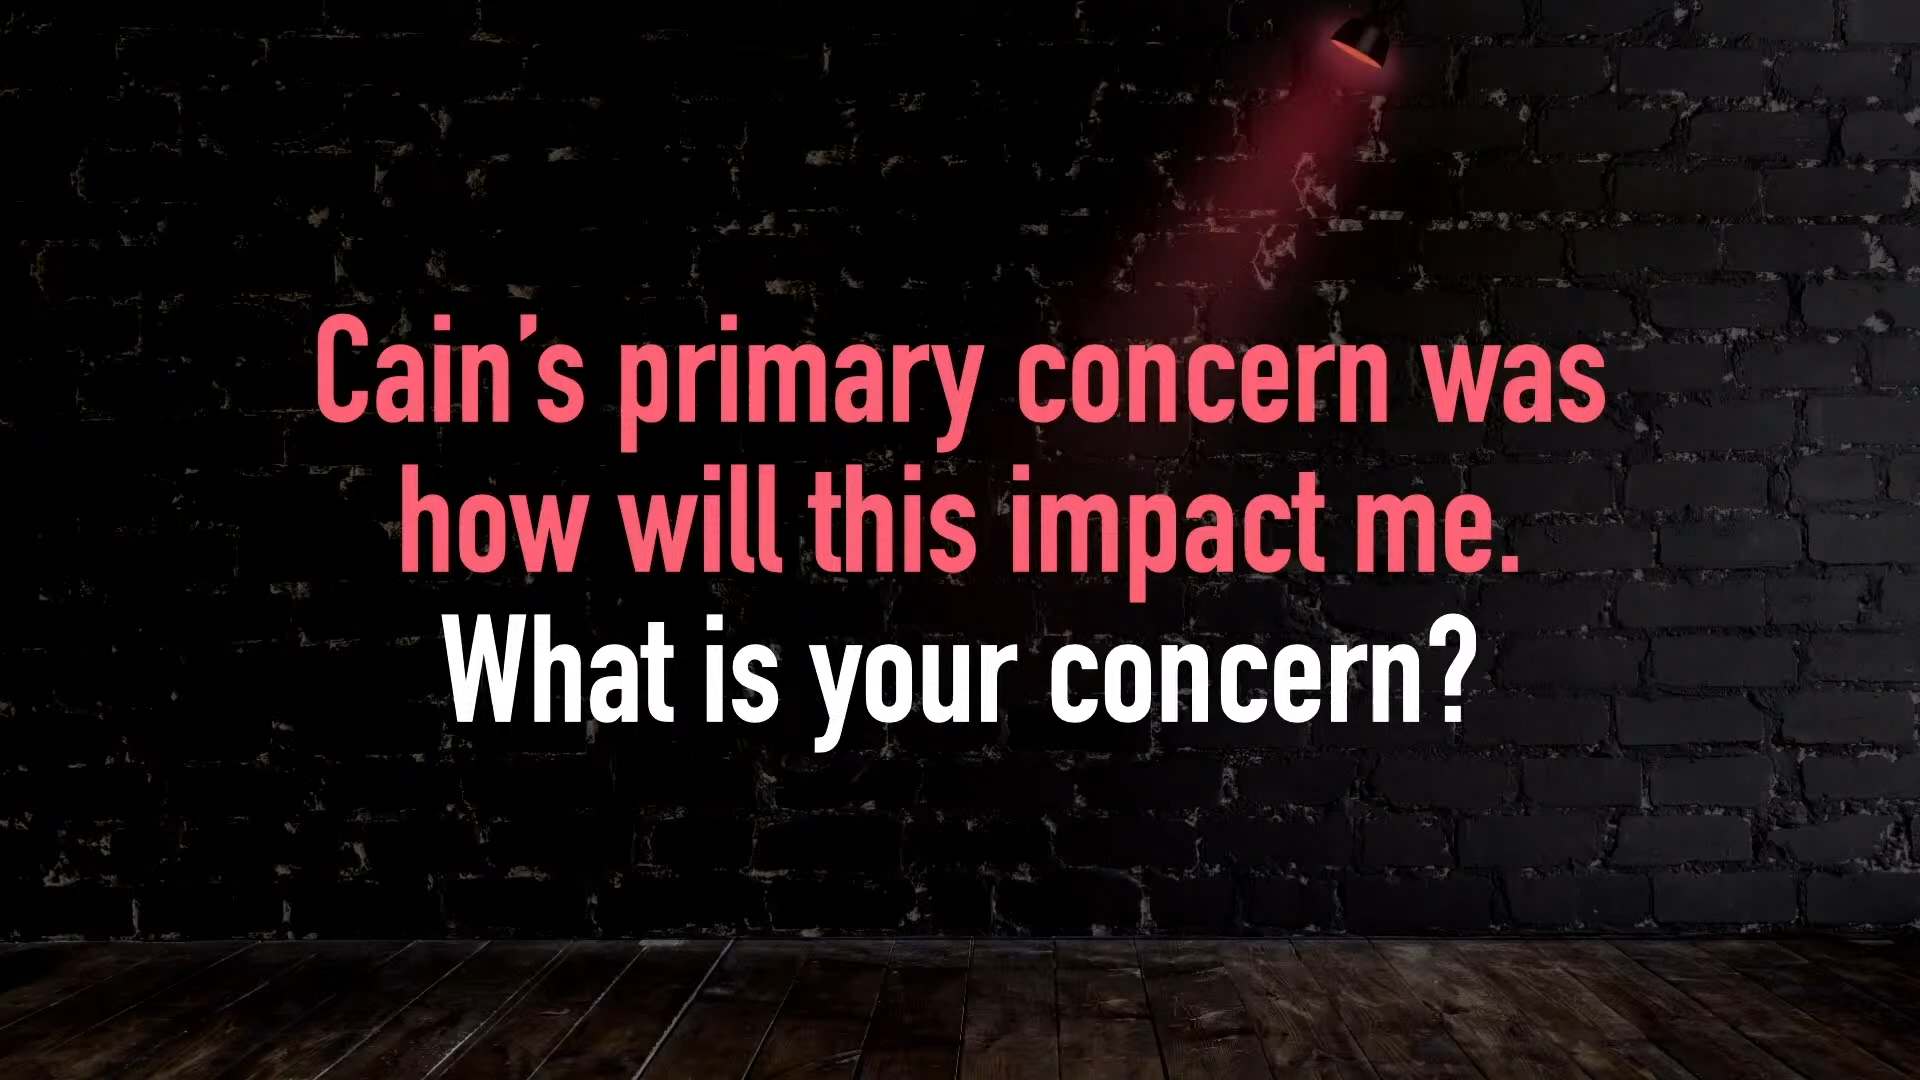 Cain’s primary concern was
how will this impact me.
What is your concern?